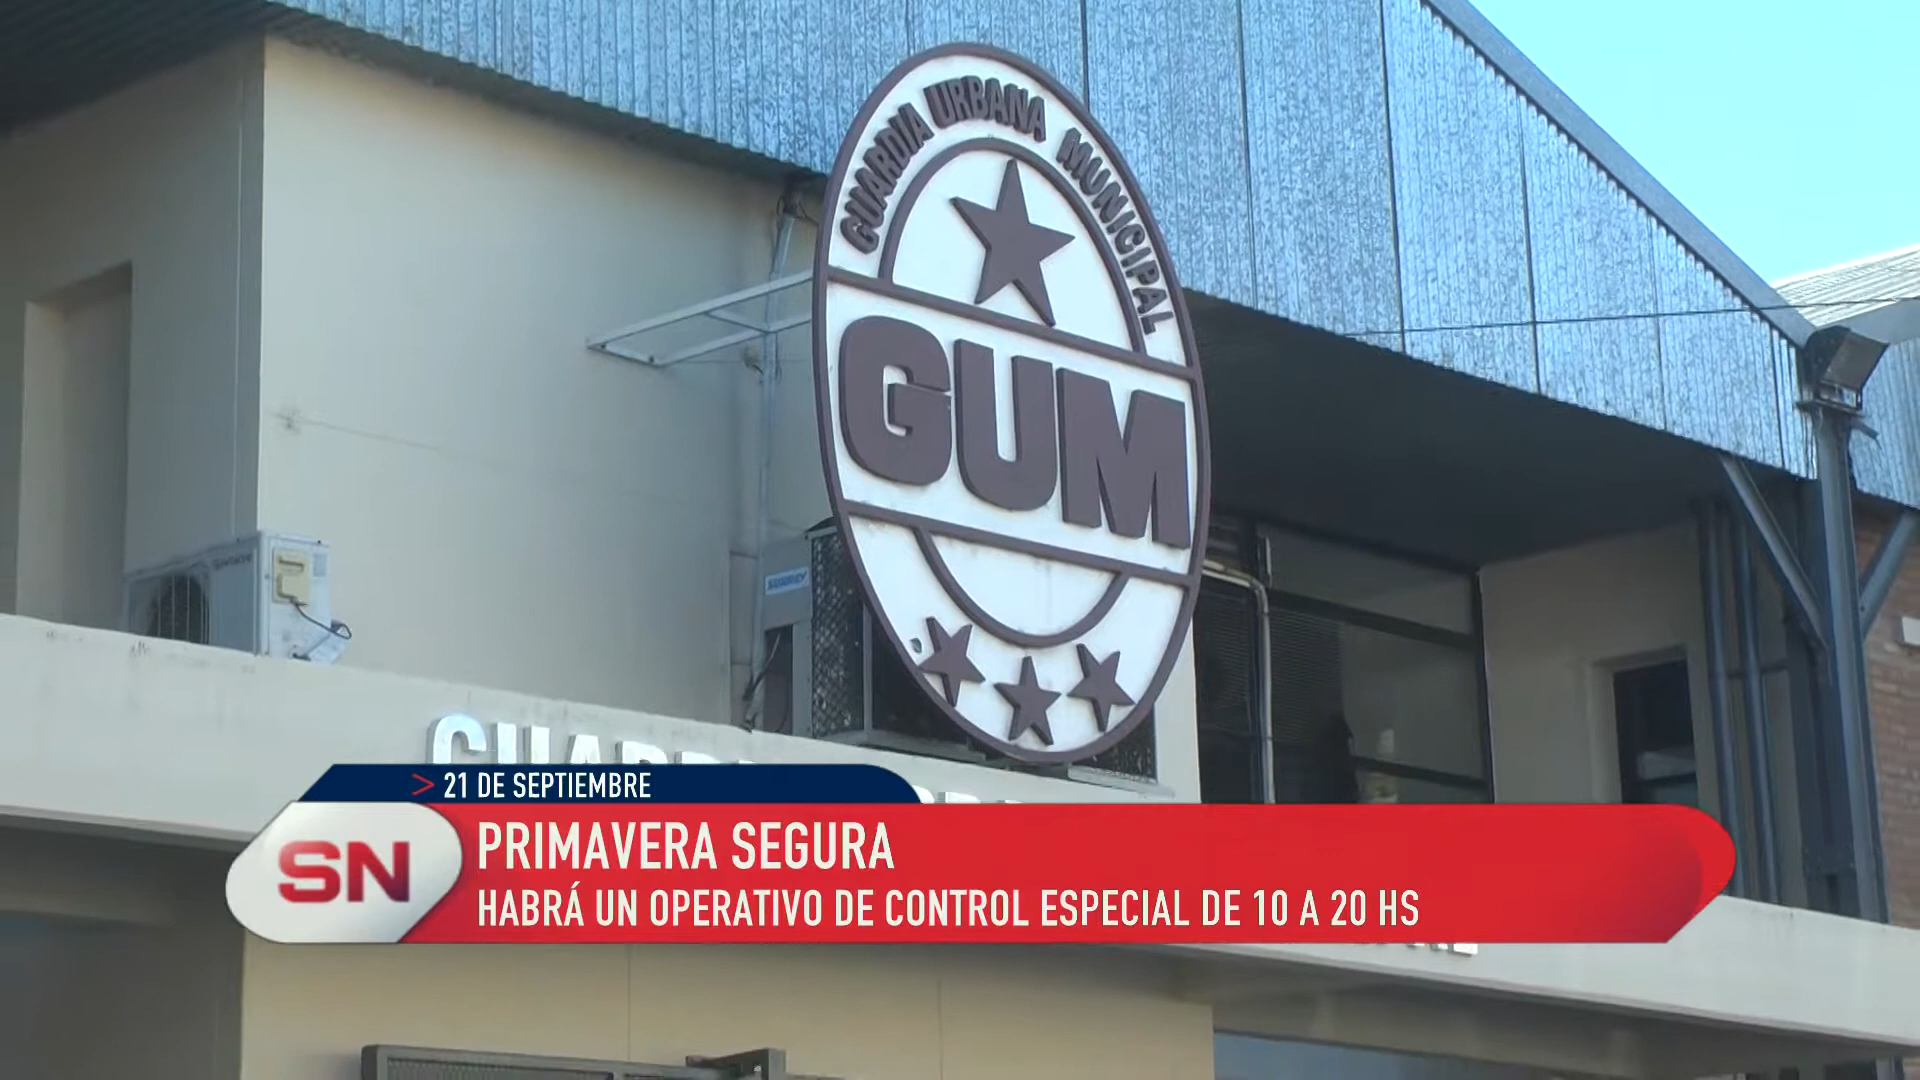 GUARDIA URBANA MUNICIPAL
GUM
SURREY
> 21 DE SEPTIEMBRE
SN
PRIMAVERA SEGURA
HABRÁ UN OPERATIVO DE CONTROL ESPECIAL DE 10 A 20 HS